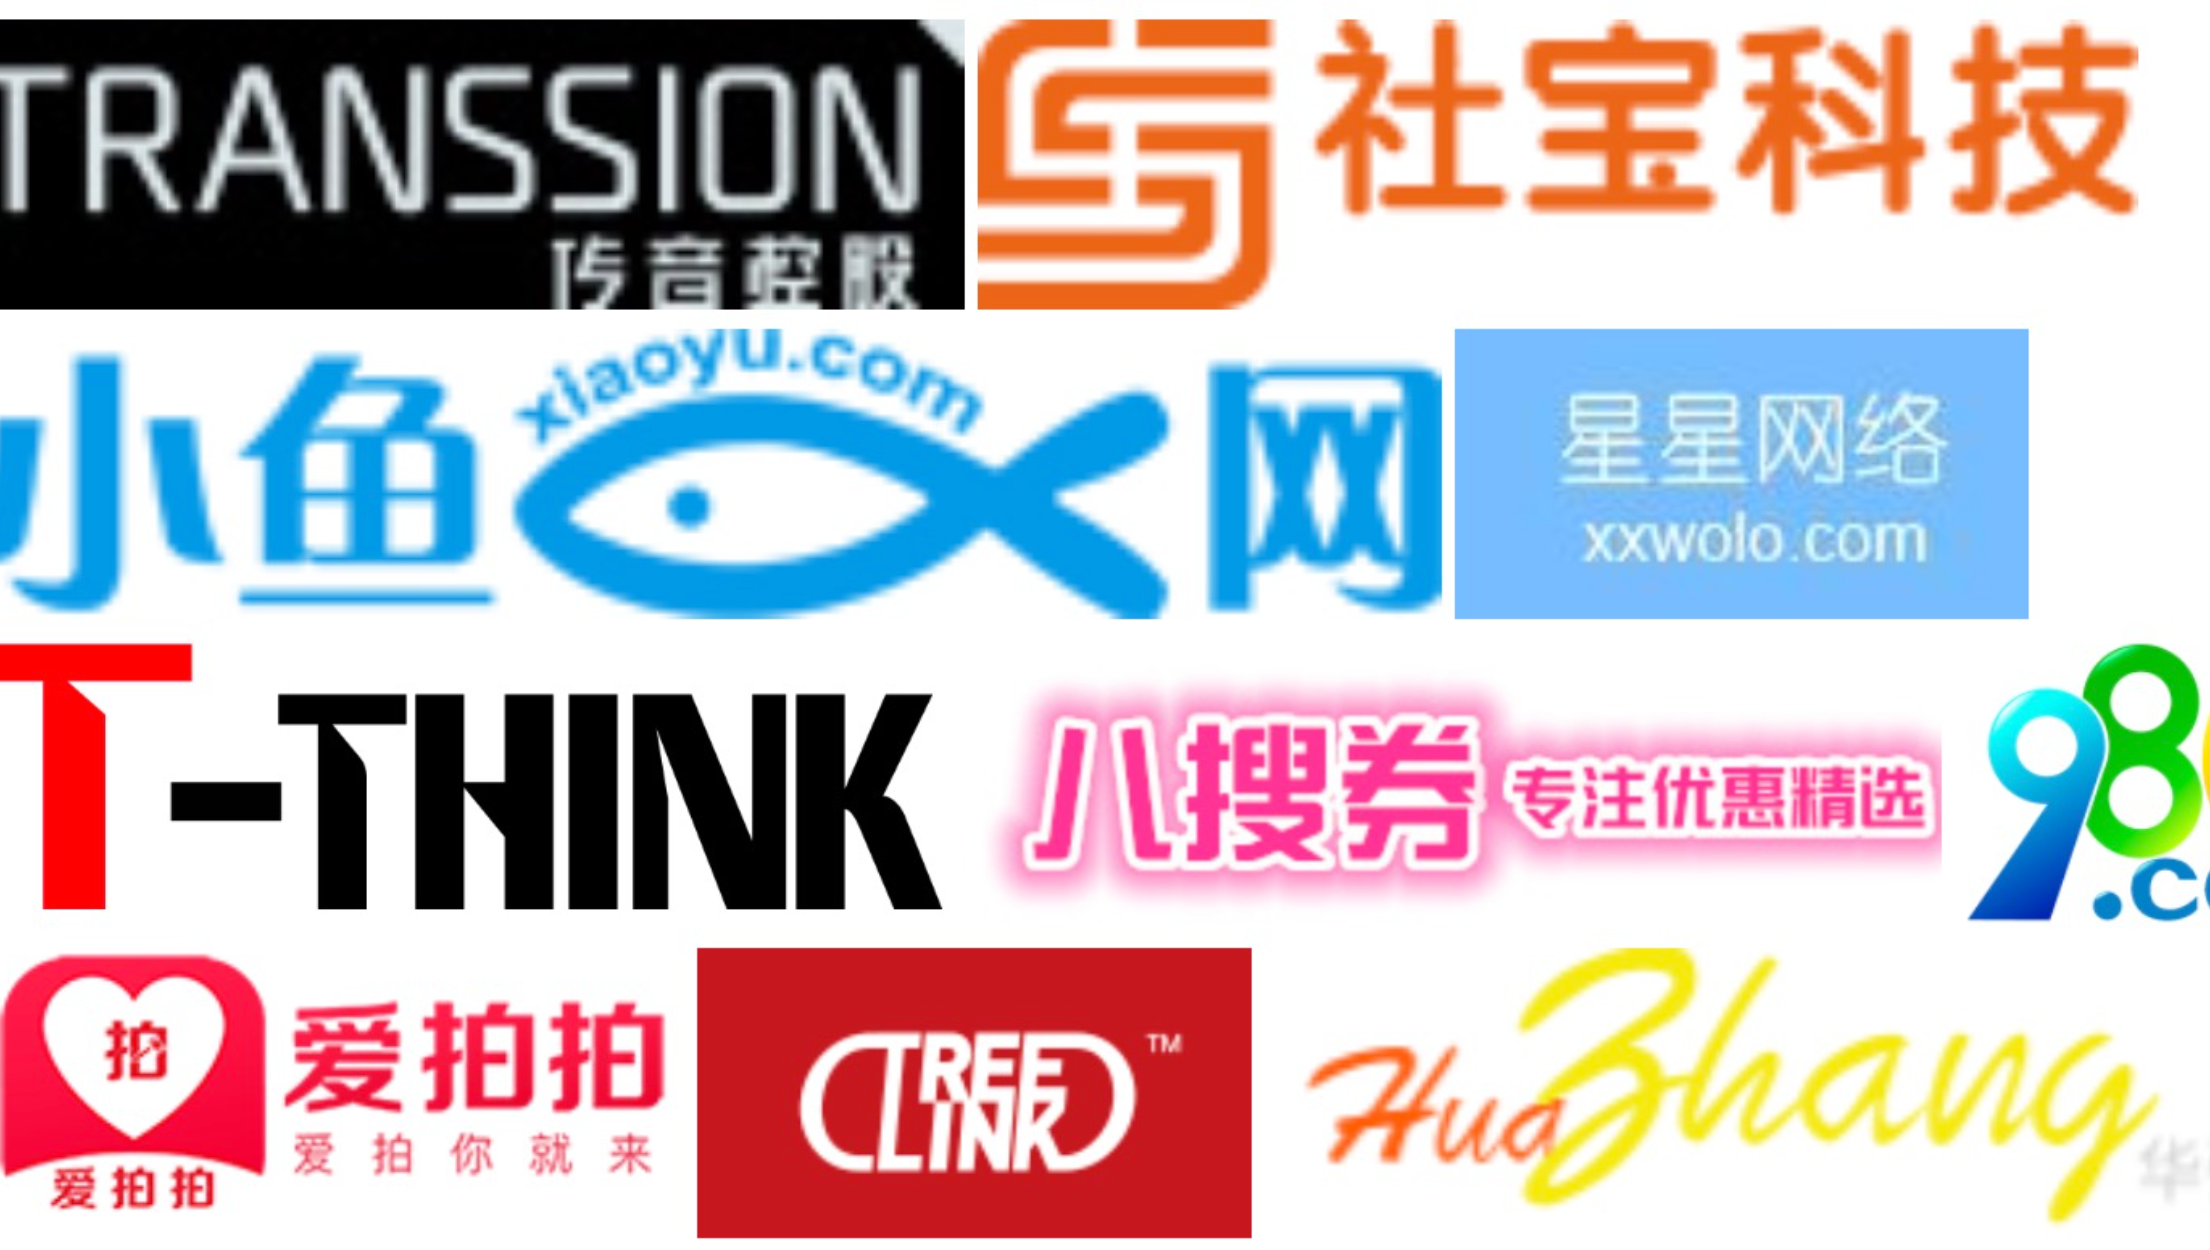 TRANSSION
传音控股
社宝科技
小鱼网
xiaoyu.com
星星网络
xxwolo.com
T-THINK
八搜券 专注优惠精选
爱拍拍
爱拍你就来
拍
爱拍拍
TREE
LINK
TM
HuaZhang